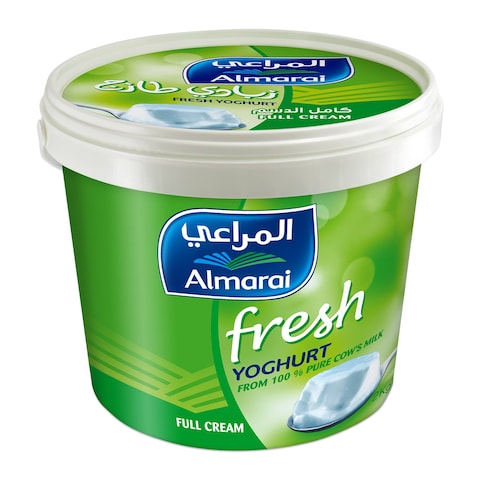 المراعي
Almarai
زبادي طازج
FRESH YOGHURT
كامل الدسم
FULL CREAM
المراعي
Almarai
fresh
YOGHURT
FROM 100 % PURE COW'S MILK
FULL CREAM